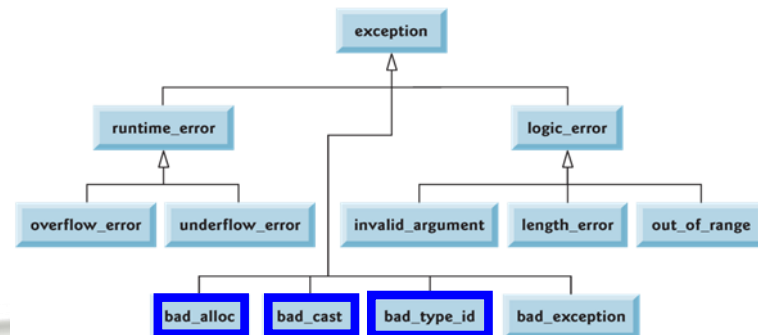 exception
runtime_error
logic_error
overflow_error
underflow_error
invalid_argument
length_error
out_of_range
bad_alloc
bad_cast
bad_type_id
bad_exception